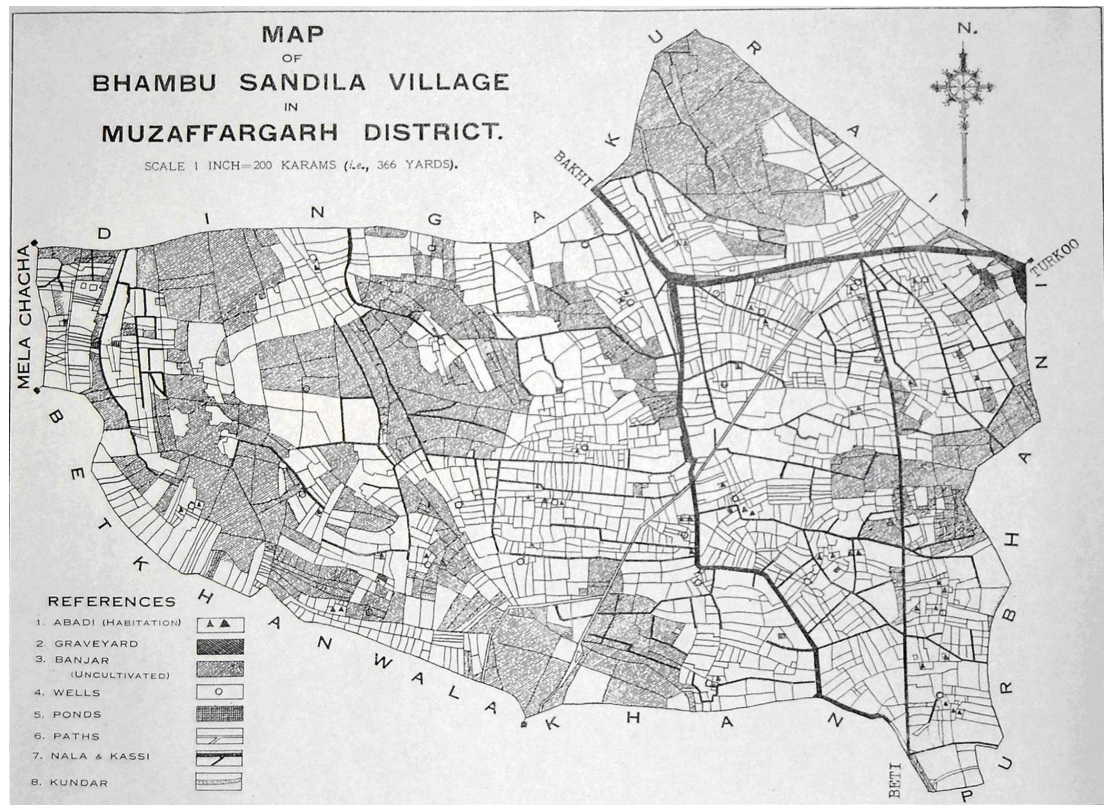 MAP
OF
BHAMBU SANDILA VILLAGE
IN
MUZAFFARGARH DISTRICT.
SCALE 1 INCH=200 KARAMS (i.e., 366 YARDS).
N.
KURAI
BAKHI
DINGA
MELA CHACHA
TURKOO
BETKHANWALA
KHAN
PURBHANI
BETI
REFERENCES
1. ABADI (HABITATION)
2. GRAVEYARD
3. BANJAR
(UNCULTIVATED)
4. WELLS
5. PONDS
6. PATHS
7. NALA & KASSI
8. KUNDAR